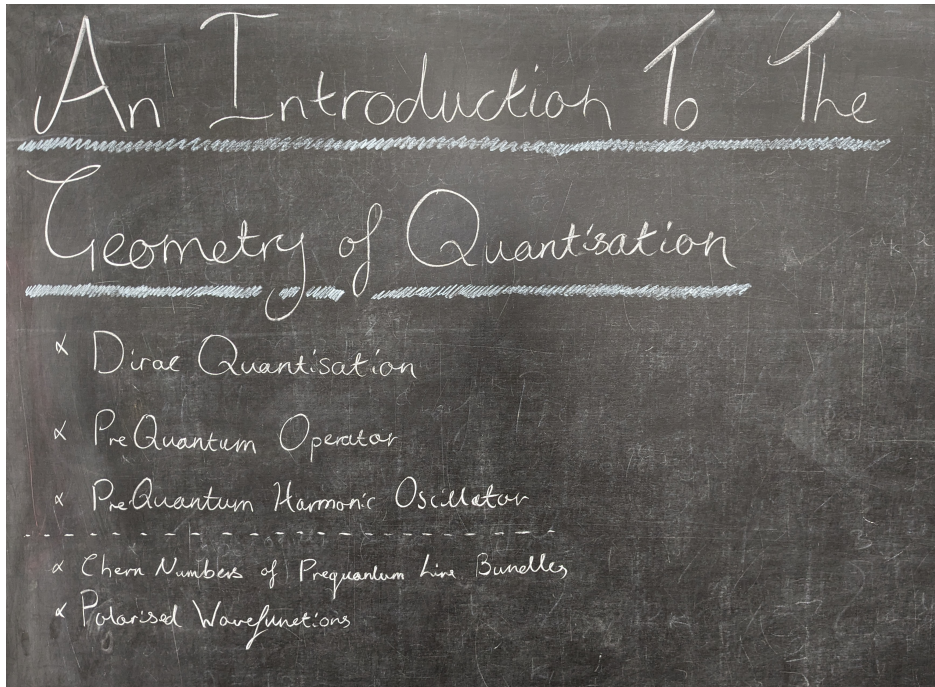 An Introduction To The
Geometry of Quantisation
∝ Dirac Quantisation
∝ PreQuantum Operator
∝ PreQuantum Harmonic Oscillator
∝ Chern Numbers of Prequantum Line Bundles
∝ Polarised Wavefunctions